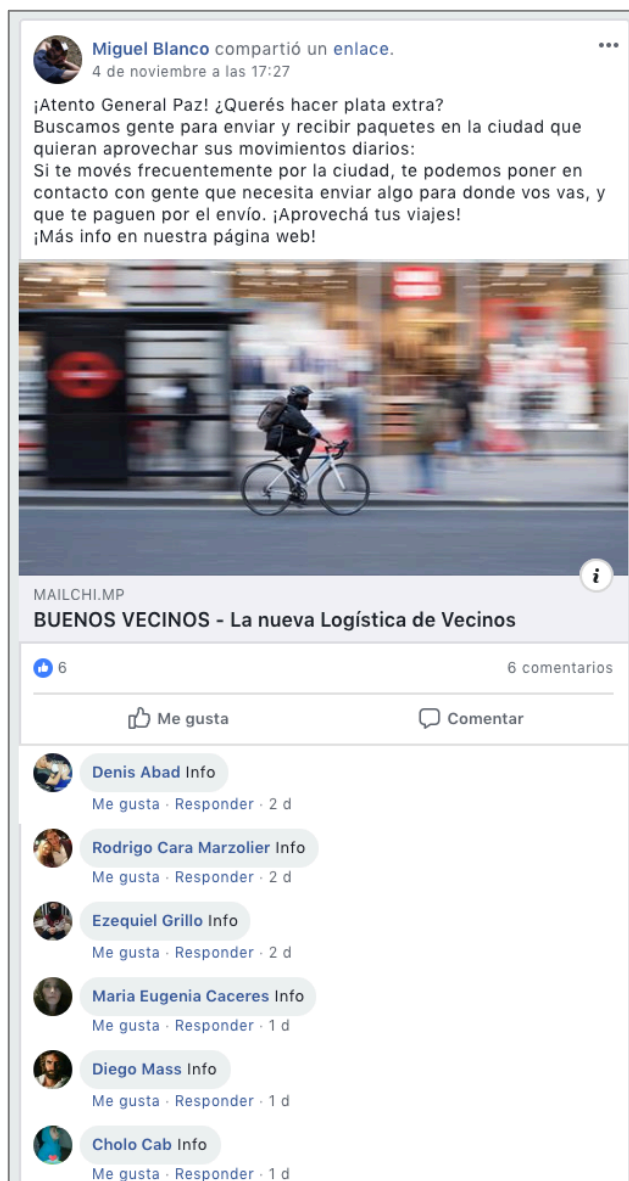 Miguel Blanco compartió un enlace.
4 de noviembre a las 17:27
¡Atento General Paz! ¿Querés hacer plata extra?
Buscamos gente para enviar y recibir paquetes en la ciudad que
quieran aprovechar sus movimientos diarios:
Si te movés frecuentemente por la ciudad, te podemos poner en
contacto con gente que necesita enviar algo para donde vos vas, y
que te paguen por el envío. ¡Aprovechá tus viajes!
¡Más info en nuestra página web!
MAILCHI.MP
BUENOS VECINOS - La nueva Logística de Vecinos
6
6 comentarios
Me gusta
Comentar
Denis Abad Info
Me gusta · Responder · 2 d
Rodrigo Cara Marzolier Info
Me gusta · Responder · 2 d
Ezequiel Grillo Info
Me gusta · Responder · 2 d
Maria Eugenia Caceres Info
Me gusta · Responder · 1 d
Diego Mass Info
Me gusta · Responder · 1 d
Cholo Cab Info
Me gusta · Responder · 1 d